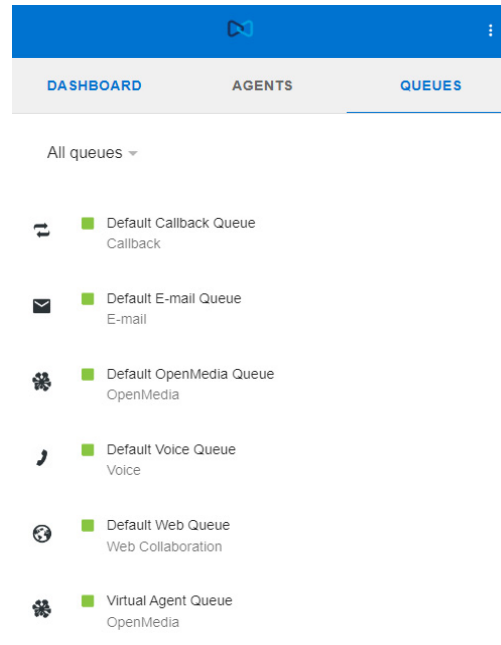 DASHBOARD AGENTS QUEUES
All queues
Default Callback Queue
Callback
Default E-mail Queue
E-mail
Default OpenMedia Queue
OpenMedia
Default Voice Queue
Voice
Default Web Queue
Web Collaboration
Virtual Agent Queue
OpenMedia